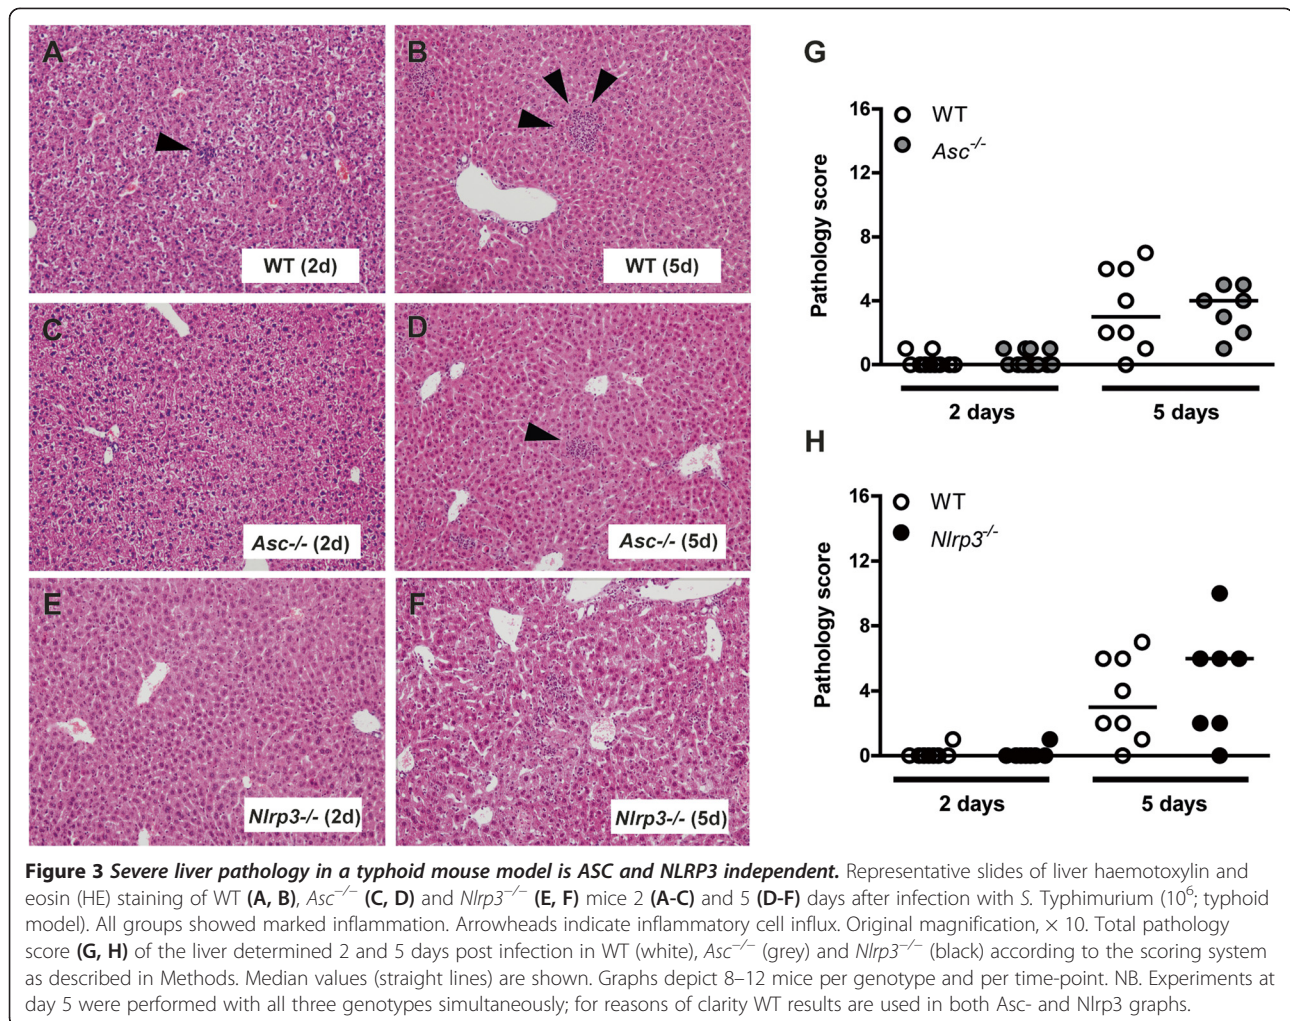 A
WT (2d)
B
WT (5d)
C
Asc-/- (2d)
D
Asc-/- (5d)
E
Nlrp3-/- (2d)
F
Nlrp3-/- (5d)
G
WT
Asc-/-
Pathology score
16
12
8
4
0
2 days
5 days
H
WT
Nlrp3-/-
Pathology score
16
12
8
4
0
2 days
5 days
Figure 3 Severe liver pathology in a typhoid mouse model is ASC and NLRP3 independent. Representative slides of liver haemotoxylin and
eosin (HE) staining of WT (A, B), Asc−/− (C, D) and Nlrp3−/− (E, F) mice 2 (A-C) and 5 (D-F) days after infection with S. Typhimurium (10⁶; typhoid
model). All groups showed marked inflammation. Arrowheads indicate inflammatory cell influx. Original magnification, × 10. Total pathology
score (G, H) of the liver determined 2 and 5 days post infection in WT (white), Asc−/− (grey) and Nlrp3−/− (black) according to the scoring system
as described in Methods. Median values (straight lines) are shown. Graphs depict 8–12 mice per genotype and per time-point. NB. Experiments at
day 5 were performed with all three genotypes simultaneously; for reasons of clarity WT results are used in both Asc- and Nlrp3 graphs.